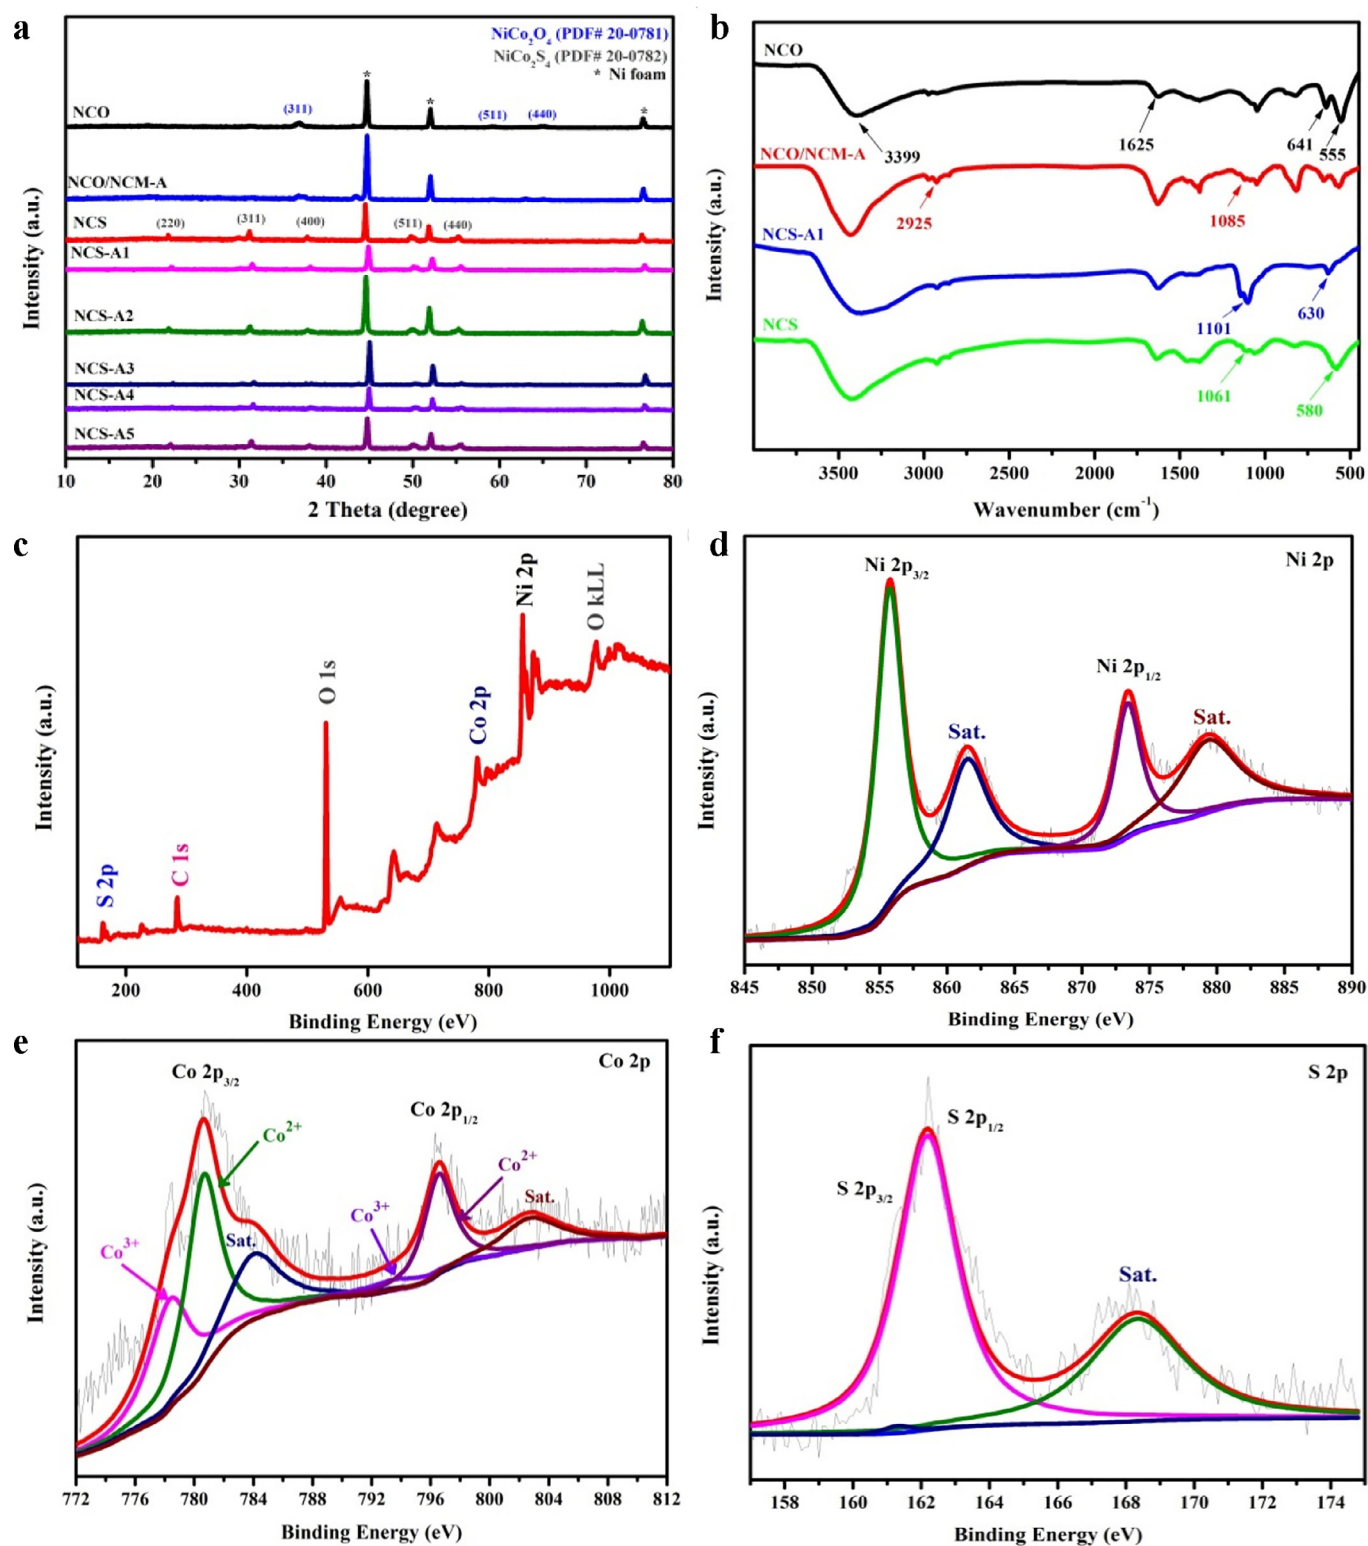 a
NiCo2O4 (PDF# 20-0781)
NiCo2S4 (PDF# 20-0782)
* Ni foam
*
NCO
(311)
*
(511)
(440)
*
NCO/NCM-A
NCS
(220)
(311)
(400)
(511)
(440)
NCS-A1
NCS-A2
NCS-A3
NCS-A4
NCS-A5
Intensity (a.u.)
10 20 30 40 50 60 70 80
2 Theta (degree)
b
NCO
3399
1625
641
555
NCO/NCM-A
2925
1085
NCS-A1
1101
630
NCS
1061
580
Intensity (a.u.)
3500 3000 2500 2000 1500 1000 500
Wavenumber (cm-1)
c
S 2p
C 1s
O 1s
Co 2p
Ni 2p
O kLL
Intensity (a.u.)
200 400 600 800 1000
Binding Energy (eV)
d
Ni 2p
Ni 2p3/2
Sat.
Ni 2p1/2
Sat.
Intensity (a.u.)
845 850 855 860 865 870 875 880 885 890
Binding Energy (eV)
e
Co 2p
Co 2p3/2
Co2+
Co3+
Sat.
Co 2p1/2
Co2+
Co3+
Sat.
Intensity (a.u.)
772 776 780 784 788 792 796 800 804 808 812
Binding Energy (eV)
f
S 2p
S 2p1/2
S 2p3/2
Sat.
Intensity (a.u.)
158 160 162 164 166 168 170 172 174
Binding Energy (eV)